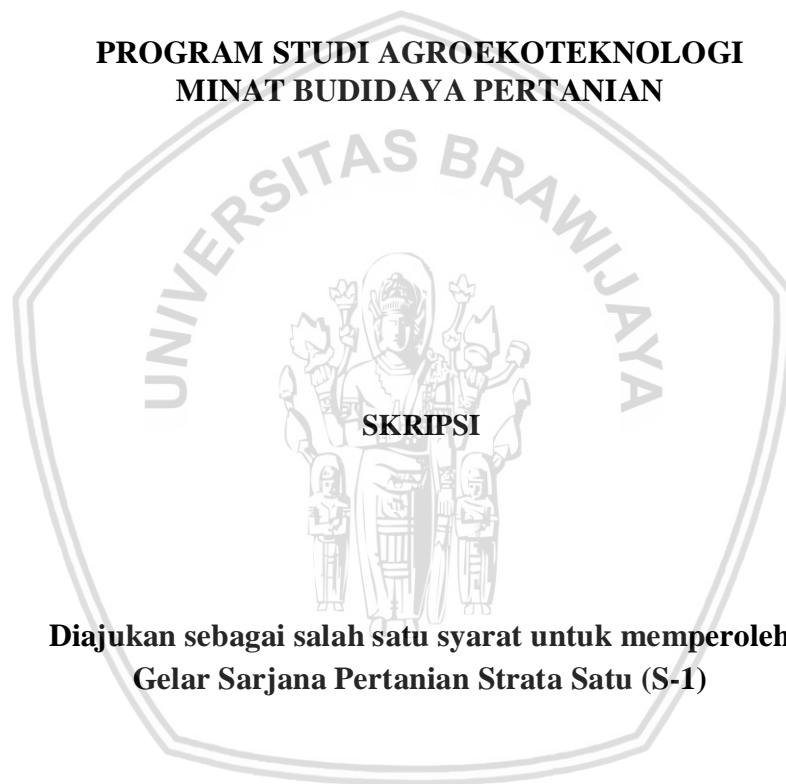 PROGRAM STUDI AGROEKOTEKNOLOGI
MINAT BUDIDAYA PERTANIAN
UNIVERSITAS BRAWIJAYA
SKRIPSI
Diajukan sebagai salah satu syarat untuk memperoleh
Gelar Sarjana Pertanian Strata Satu (S-1)